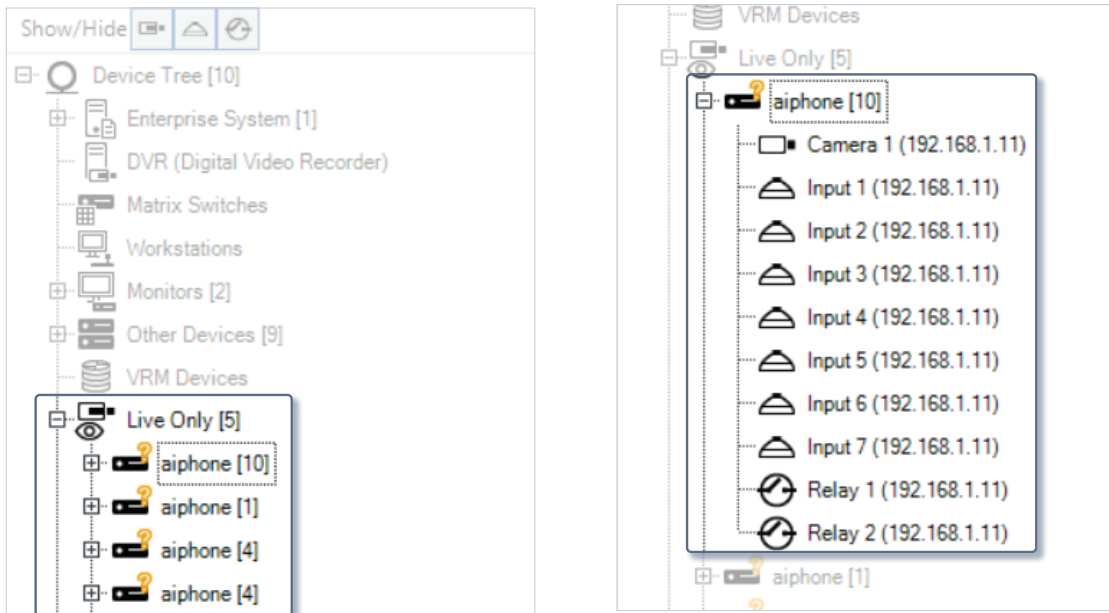 Show/Hide
Device Tree [10]
Enterprise System [1]
DVR (Digital Video Recorder)
Matrix Switches
Workstations
Monitors [2]
Other Devices [9]
VRM Devices
Live Only [5]
aiphone [10]
aiphone [1]
aiphone [4]
aiphone [4]
VRM Devices
Live Only [5]
aiphone [10]
Camera 1 (192.168.1.11)
Input 1 (192.168.1.11)
Input 2 (192.168.1.11)
Input 3 (192.168.1.11)
Input 4 (192.168.1.11)
Input 5 (192.168.1.11)
Input 6 (192.168.1.11)
Input 7 (192.168.1.11)
Relay 1 (192.168.1.11)
Relay 2 (192.168.1.11)
aiphone [1]